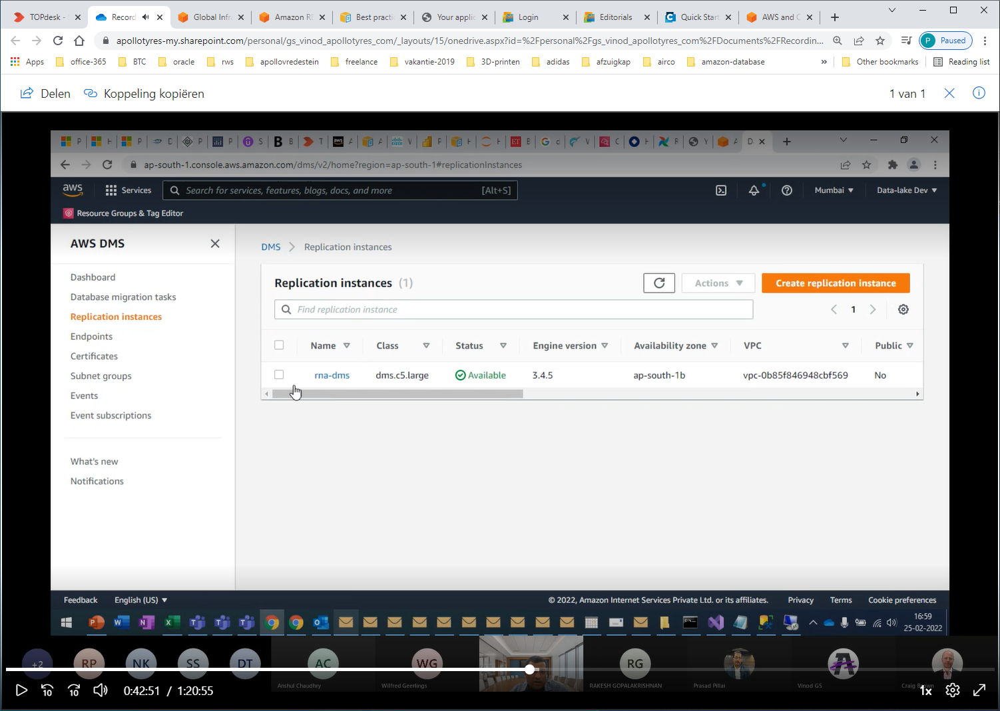 TOPdesk -
Record
Global Infra
Amazon RD
Best practic
Your applic
Login
Editorials
Quick Start
AWS and O
apollotyres-my.sharepoint.com/personal/gs_vinod_apollotyres_com/_layouts/15/onedrive.aspx?id=%2Fpersonal%2Fgs_vinod_apollotyres_com%2FDocuments%2FRecordin...
P Paused
Apps office-365 BTC oracle rws apollovredestein freelance vakantie-2019 3D-printen adidas afzuigkap airco amazon-database » Other bookmarks Reading list
Delen Koppeling kopiëren 1 van 1
ap-south-1.console.aws.amazon.com/dms/v2/home?region=ap-south-1#replicationInstances
aws Services Search for services, features, blogs, docs, and more [Alt+S] Mumbai Data-lake Dev
Resource Groups & Tag Editor
AWS DMS
Dashboard
Database migration tasks
Replication instances
Endpoints
Certificates
Subnet groups
Events
Event subscriptions
What's new
Notifications
DMS Replication instances
Replication instances (1) Actions Create replication instance
Find replication instance 1
Name Class Status Engine version Availability zone VPC Public
rna-dms dms.c5.large Available 3.4.5 ap-south-1b vpc-0b85f846948cbf569 No
Feedback English (US) © 2022, Amazon Internet Services Private Ltd. or its affiliates. Privacy Terms Cookie preferences
16:59
25-02-2022
+2 RP NK SS DT AC WG RG
Anshul Chaudhry Wilfred Geerlings RAKESH GOPALAKRISHNAN Prasad Pillai Vinod GS Craig Brown
10 10 0:42:51 / 1:20:55 1x